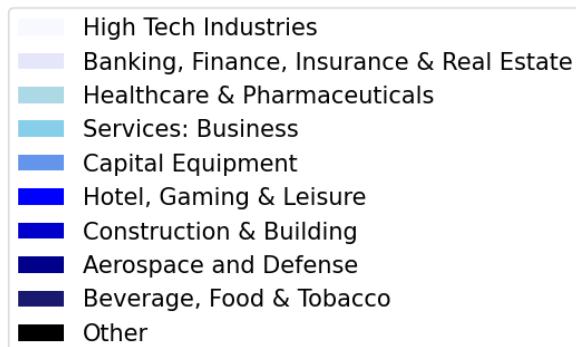 High Tech Industries
Banking, Finance, Insurance & Real Estate
Healthcare & Pharmaceuticals
Services: Business
Capital Equipment
Hotel, Gaming & Leisure
Construction & Building
Aerospace and Defense
Beverage, Food & Tobacco
Other